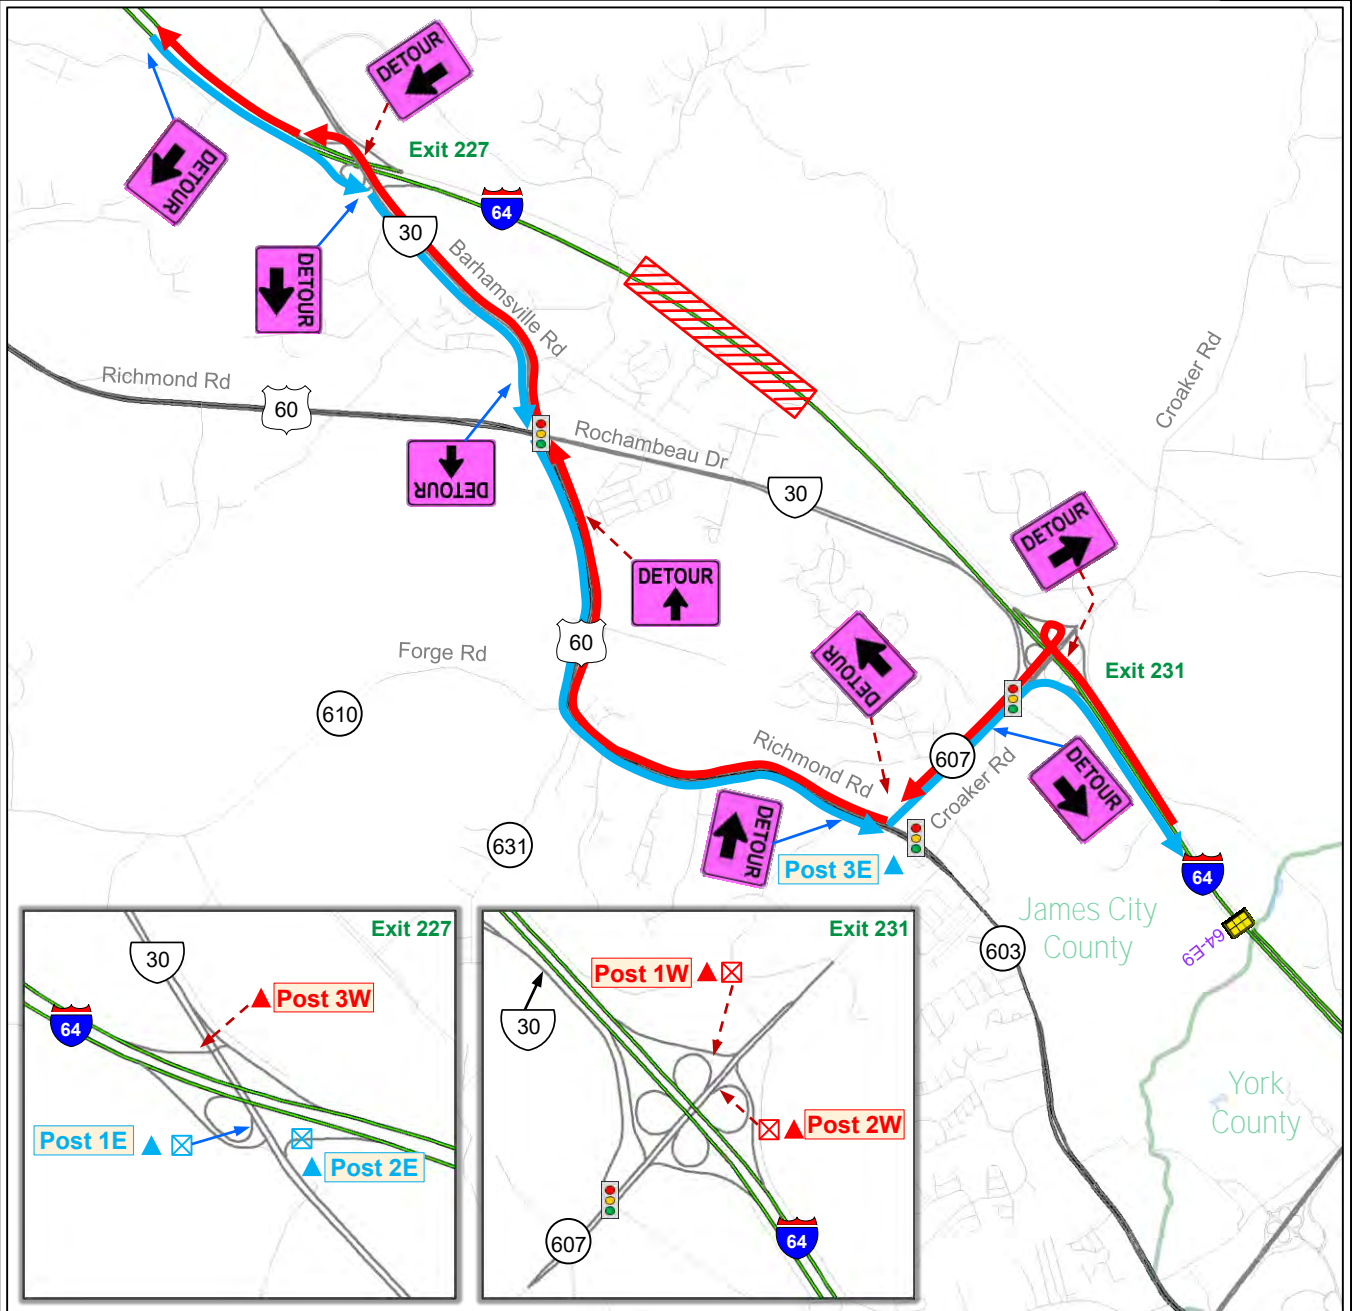 DETOUR
Exit 227
DETOUR
64
30
DETOUR
Barhamsville Rd
Richmond Rd
60
Croaker Rd
Rochambeau Dr
DETOUR
30
DETOUR
DETOUR
60
Forge Rd
DETOUR
Exit 231
610
Richmond Rd
607
Croaker Rd
DETOUR
DETOUR
631
Post 3E
64
James City
County
603
64-E9
York
County
Exit 227
30
Post 3W
64
Post 1E
Post 2E
Exit 231
Post 1W
30
Post 2W
607
64